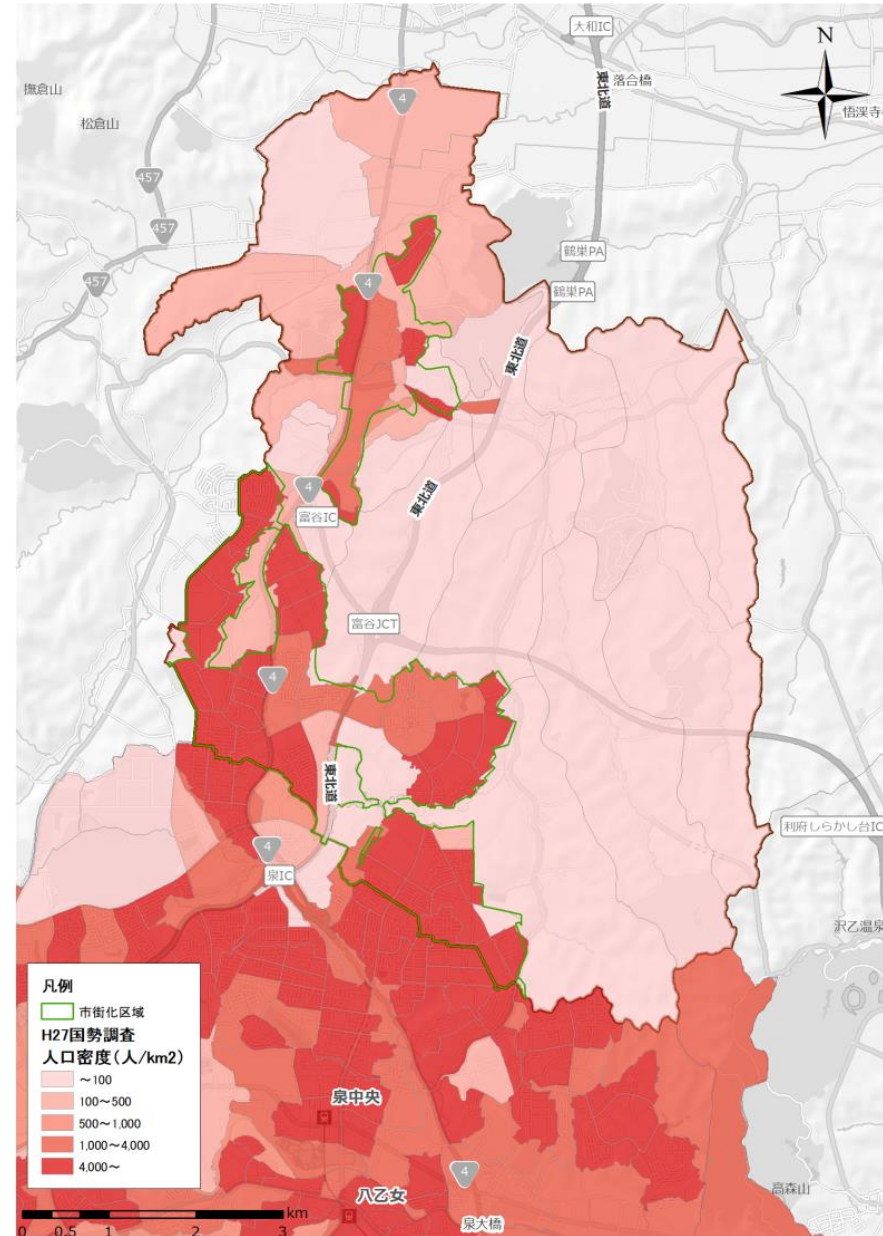 大和IC
N
東北道
落合橋
撫倉山
4
悟渓寺
松倉山
457
457
鶴巣PA
457
4
鶴巣PA
東北道
東北道
4
富谷IC
富谷JCT
4
東北道
利府しらかし台IC
4
泉IC
沢乙温泉
凡例
市街化区域
H27国勢調査
人口密度(人/km2)
～100
100～500
500～1,000
1,000～4,000
4,000～
泉中央
4
高森山
八乙女
泉大橋
km
0 0.5 1 2 3